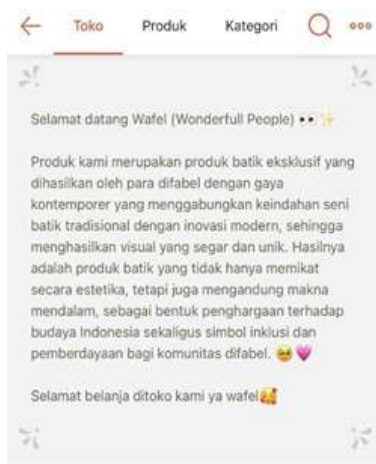 Toko Produk Kategori
Selamat datang Wafel (Wonderfull People) 👀✨
Produk kami merupakan produk batik eksklusif yang
dihasilkan oleh para difabel dengan gaya
kontemporer yang menggabungkan keindahan seni
batik tradisional dengan inovasi modern, sehingga
menghasilkan visual yang segar dan unik. Hasilnya
adalah produk batik yang tidak hanya memikat
secara estetika, tetapi juga mengandung makna
mendalam, sebagai bentuk penghargaan terhadap
budaya Indonesia sekaligus simbol inklusi dan
pemberdayaan bagi komunitas difabel. 🥹💗
Selamat belanja ditoko kami ya wafel🥰